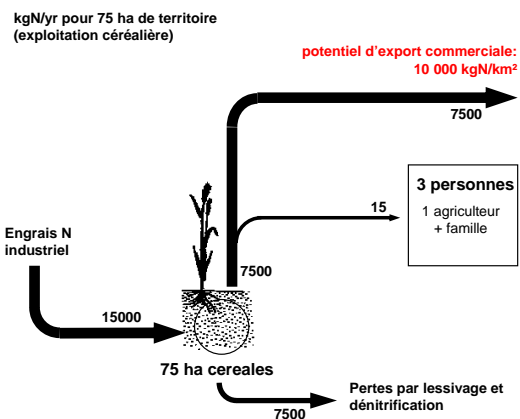 kgN/yr pour 75 ha de territoire
(exploitation céréalière)
potentiel d'export commerciale:
10 000 kgN/km²
7500
3 personnes
1 agriculteur
+ famille
15
Engrais N
industriel
7500
15000
75 ha cereales
Pertes par lessivage et
dénitrification
7500